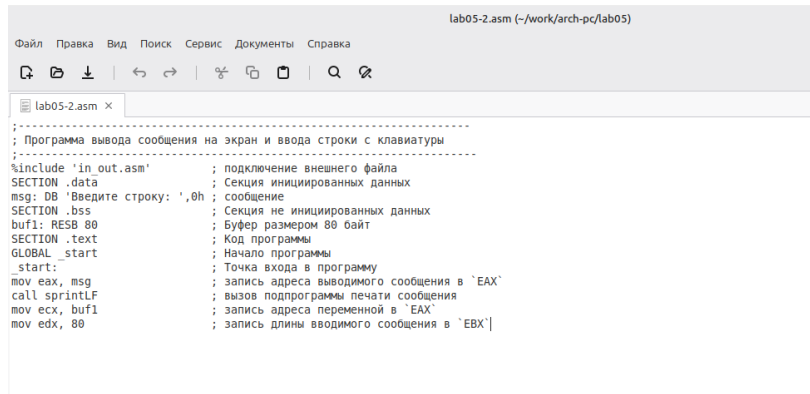 lab05-2.asm (~/work/arch-pc/lab05)
Файл Правка Вид Поиск Сервис Документы Справка
lab05-2.asm ×
;--------------------------------------------------------------------
; Программа вывода сообщения на экран и ввода строки с клавиатуры
;---------------------------------------------------------------------
%include 'in_out.asm' ; подключение внешнего файла
SECTION .data ; Секция инициированных данных
msg: DB 'Введите строку: ',0h ; сообщение
SECTION .bss ; Секция не инициированных данных
buf1: RESB 80 ; Буфер размером 80 байт
SECTION .text ; Код программы
GLOBAL _start ; Начало программы
_start: ; Точка входа в программу
mov eax, msg ; запись адреса выводимого сообщения в `EAX`
call sprintLF ; вызов подпрограммы печати сообщения
mov ecx, buf1 ; запись адреса переменной в `EAX`
mov edx, 80 ; запись длины вводимого сообщения в `EBX`